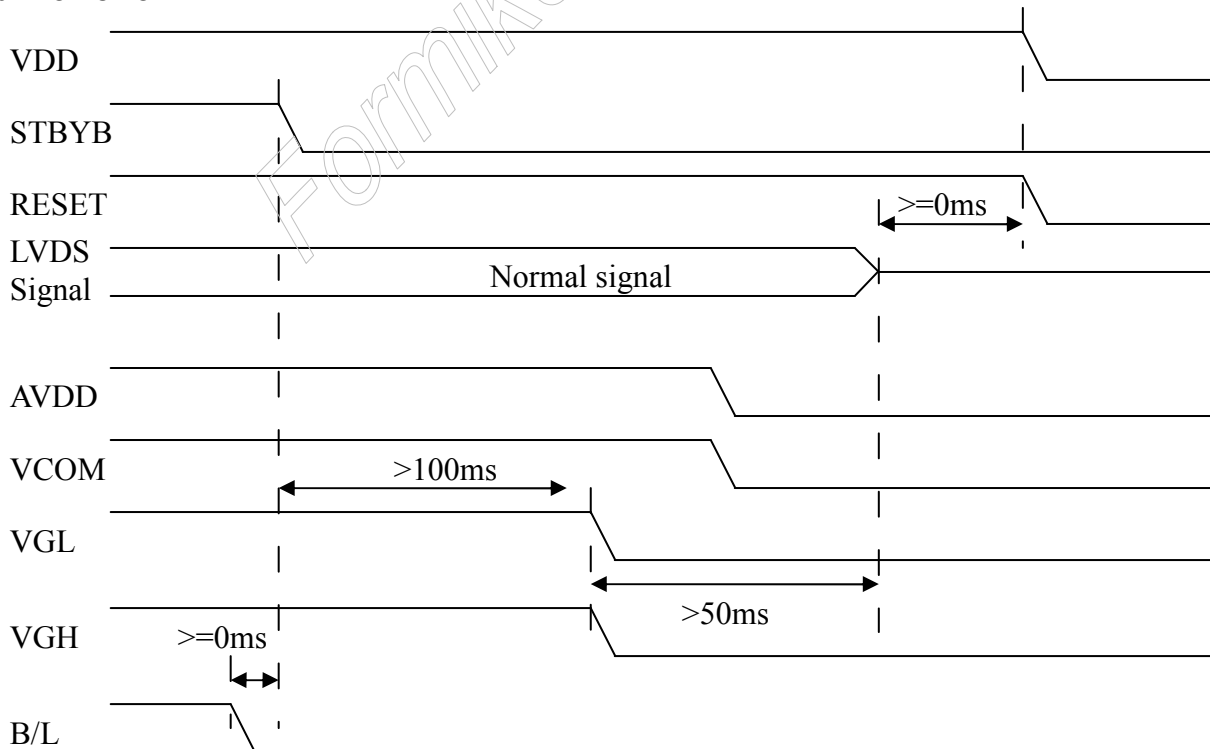 VDD
STBYB
RESET
>=0ms
LVDS
Signal
Normal signal
AVDD
VCOM
>100ms
VGL
>50ms
VGH
>=0ms
B/L